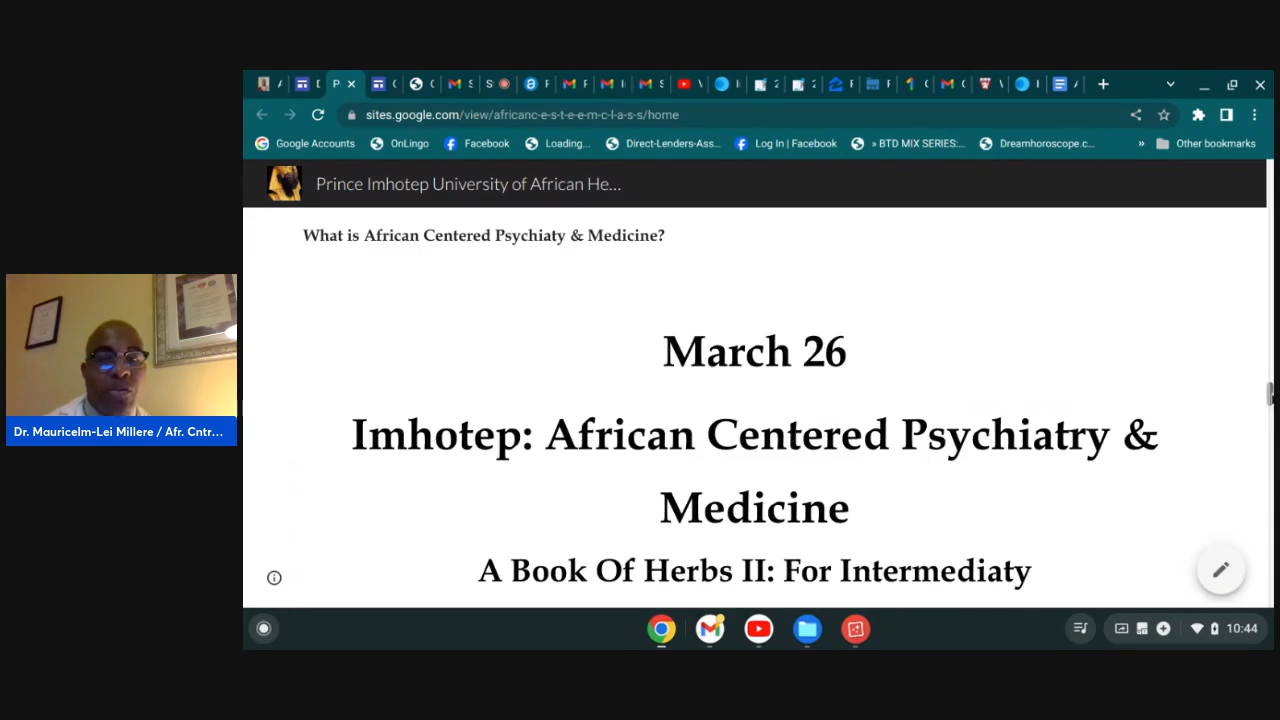 sites.google.com/view/africanc-e-s-t-e-e-m-c-l-a-s-s/home
Google Accounts OnLingo Facebook Loading... Direct-Lenders-Ass... Log In | Facebook » BTD MIX SERIES:... Dreamhoroscope.c... » Other bookmarks
Prince Imhotep University of African He...
What is African Centered Psychiaty & Medicine?
March 26
Imhotep: African Centered Psychiatry &
Medicine
A Book Of Herbs II: For Intermediaty
Dr. Mauricelm-Lei Millere / Afr. Cntr...
10:44